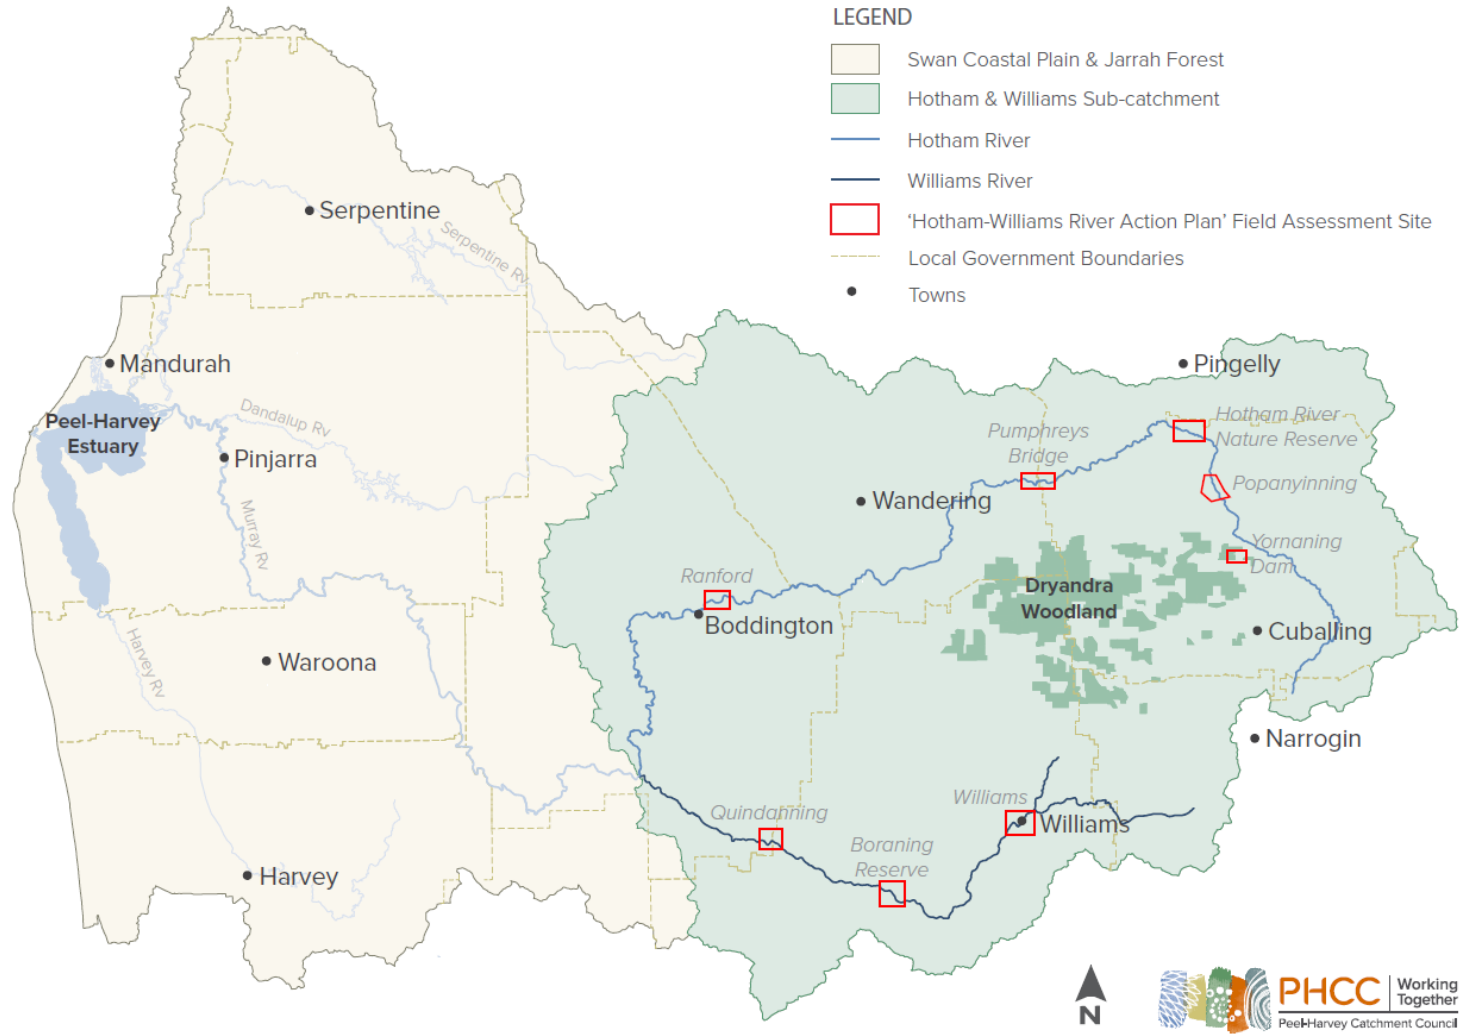 LEGEND
Swan Coastal Plain & Jarrah Forest
Hotham & Williams Sub-catchment
Hotham River
Williams River
‘Hotham-Williams River Action Plan’ Field Assessment Site
Local Government Boundaries
Towns
Serpentine
Serpentine Rv
Mandurah
Pingelly
Peel-Harvey
Estuary
Dandalup Rv
Hotham River
Nature Reserve
Pumphreys
Bridge
Pinjarra
Popanyinning
Wandering
Murray Rv
Yornaning
Dam
Ranford
Dryandra
Woodland
Boddington
Cuballing
Harvey Rv
Waroona
Narrogin
Quindanning
Williams
Williams
Boraning
Reserve
Harvey
N
PHCC
Working
Together
Peel-Harvey Catchment Council